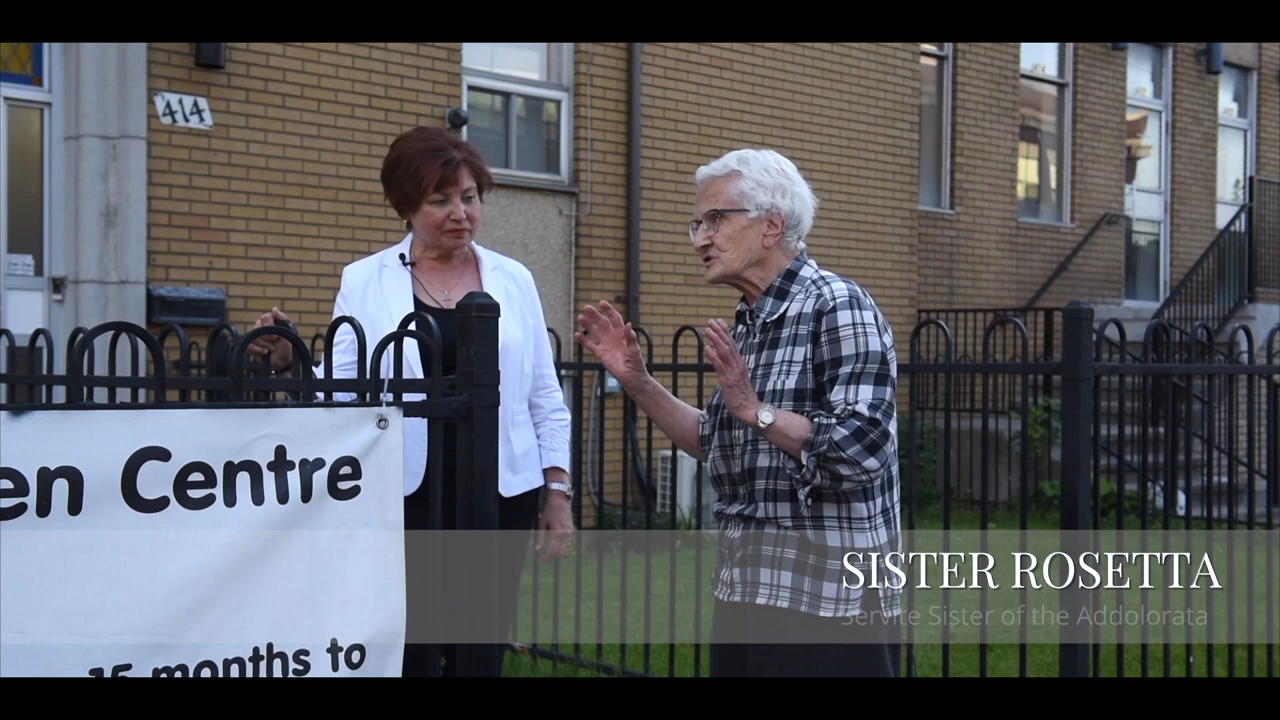 414
en Centre
15 months to
SISTER ROSETTA
Servite Sister of the Addolorata